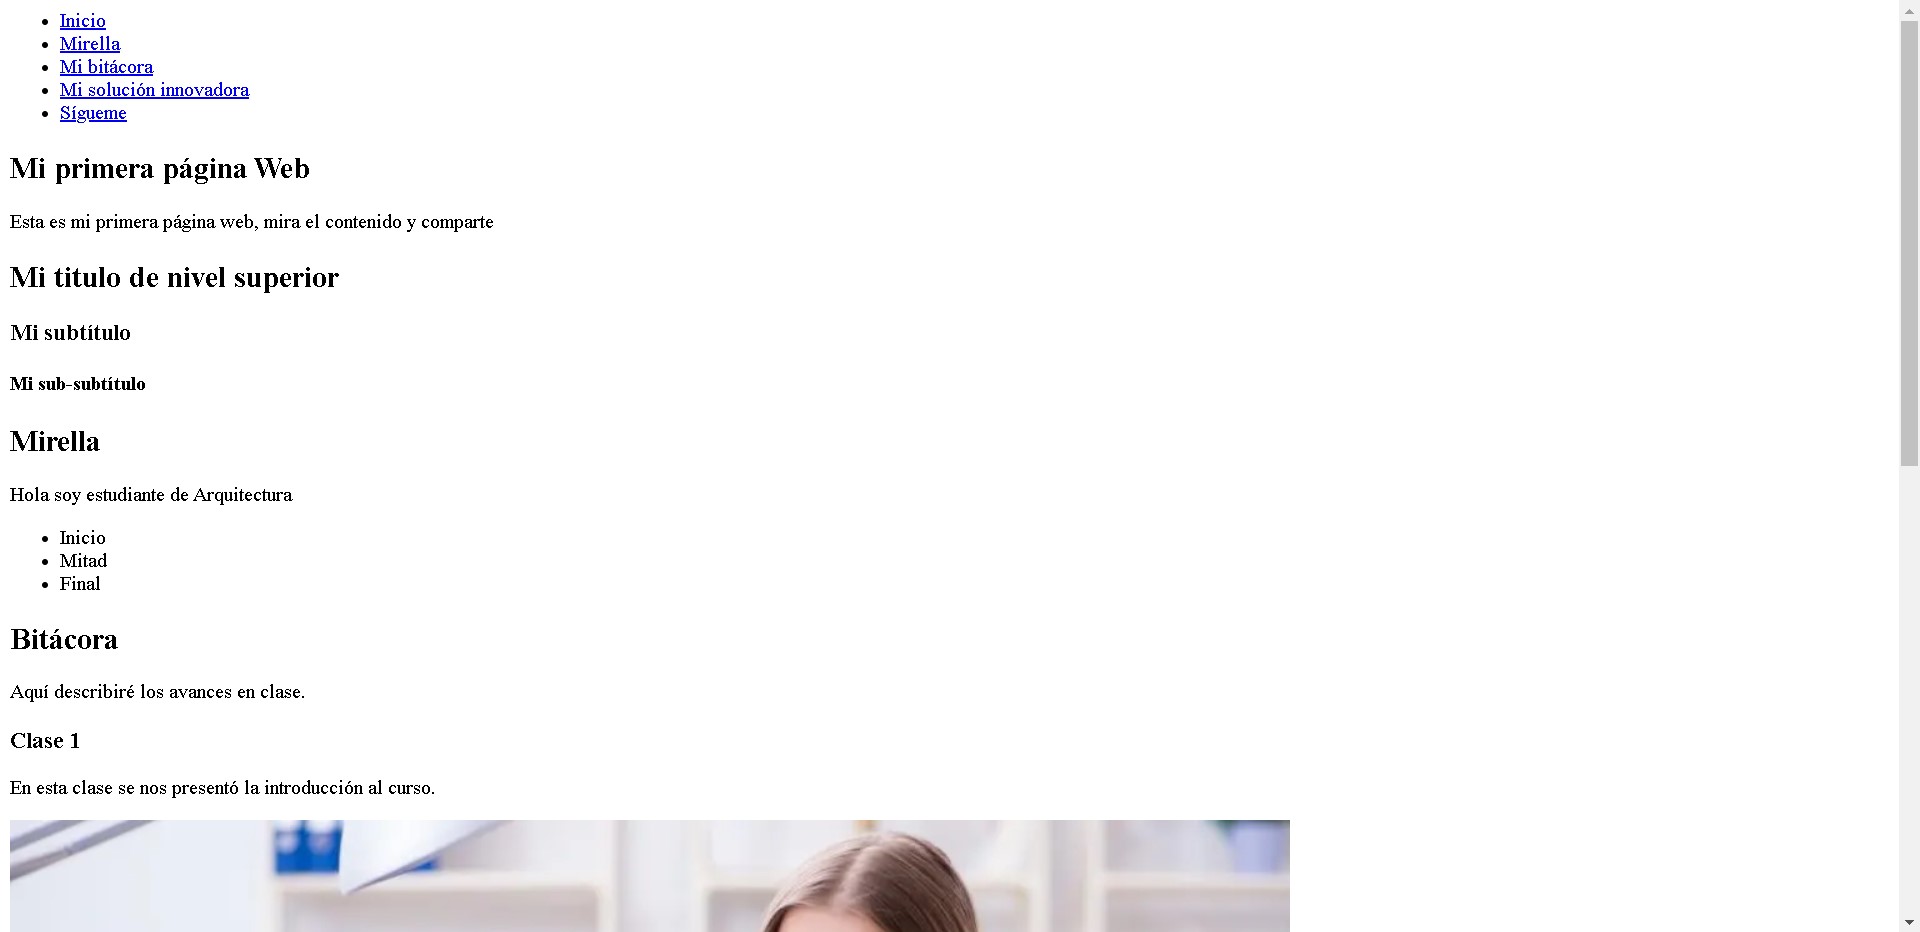 Inicio
Mirella
Mi bitácora
Mi solución innovadora
Sígueme
Mi primera página Web
Esta es mi primera página web, mira el contenido y comparte
Mi titulo de nivel superior
Mi subtítulo
Mi sub-subtítulo
Mirella
Hola soy estudiante de Arquitectura
Inicio
Mitad
Final
Bitácora
Aquí describiré los avances en clase.
Clase 1
En esta clase se nos presentó la introducción al curso.